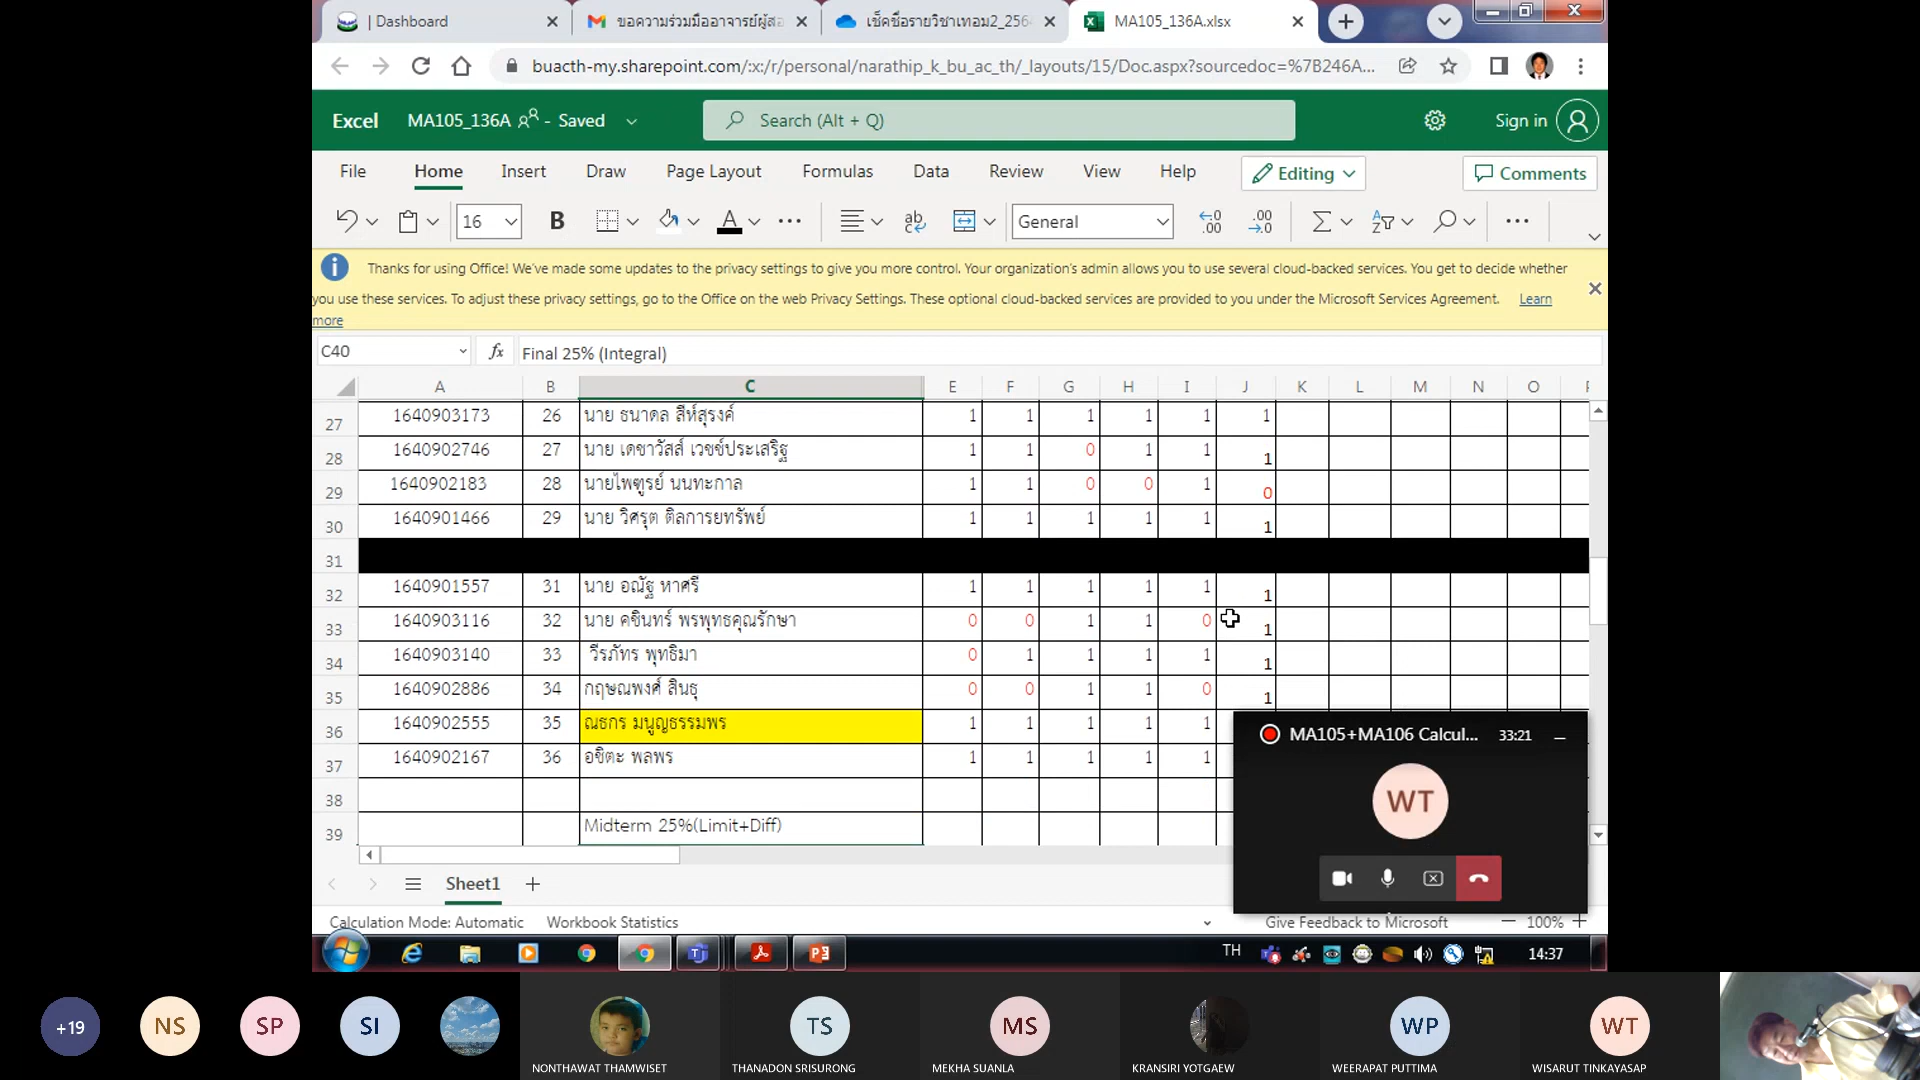 | Dashboard
ขอความร่วมมืออาจารย์ผู้สอ
เช็คชื่อรายวิชาเทอม2_256
MA105_136A.xlsx
buacth-my.sharepoint.com/:x:/r/personal/narathip_k_bu_ac_th/_layouts/15/Doc.aspx?sourcedoc=%7B246A...
Excel MA105_136A - Saved Search (Alt + Q) Sign in
File Home Insert Draw Page Layout Formulas Data Review View Help Editing Comments
16 B A ab General .00 .00
Thanks for using Office! We've made some updates to the privacy settings to give you more control. Your organization's admin allows you to use several cloud-backed services. You get to decide whether
you use these services. To adjust these privacy settings, go to the Office on the web Privacy Settings. These optional cloud-backed services are provided to you under the Microsoft Services Agreement. Learn
more
C40 fx Final 25% (Integral)
A B C E F G H I J K L M N O
27 1640903173 26 นาย ธนาดล สีห์สุรงค์ 1 1 1 1 1 1
28 1640902746 27 นาย เดชาวัสส์ เวชช์ประเสริฐ 1 1 0 1 1 1
29 1640902183 28 นายไพฑูรย์ นนทะกาล 1 1 0 0 1 0
30 1640901466 29 นาย วิศรุต ติลการยทรัพย์ 1 1 1 1 1 1
31
32 1640901557 31 นาย อณัฐ หาศรี 1 1 1 1 1 1
33 1640903116 32 นาย คชินทร์ พรพุทธคุณรักษา 0 0 1 1 0 1
34 1640903140 33 วีรภัทร พุทธิมา 0 1 1 1 1 1
35 1640902886 34 กฤษณพงศ์ สินธุ 0 0 1 1 0 1
36 1640902555 35 ณธกร มนูญธรรมพร 1 1 1 1 1
37 1640902167 36 อชิตะ พลพร 1 1 1 1 1
38
39 Midterm 25%(Limit+Diff)
MA105+MA106 Calcul... 33:21
WT
Sheet1
Calculation Mode: Automatic Workbook Statistics Give Feedback to Microsoft 100%
TH 14:37
+19 NS SP SI TS MS WP WT
NONTHAWAT THAMWISET THANADON SRISURONG MEKHA SUANLA KRANSIRI YOTGAEW WEERAPAT PUTTIMA WISARUT TINKAYASAP